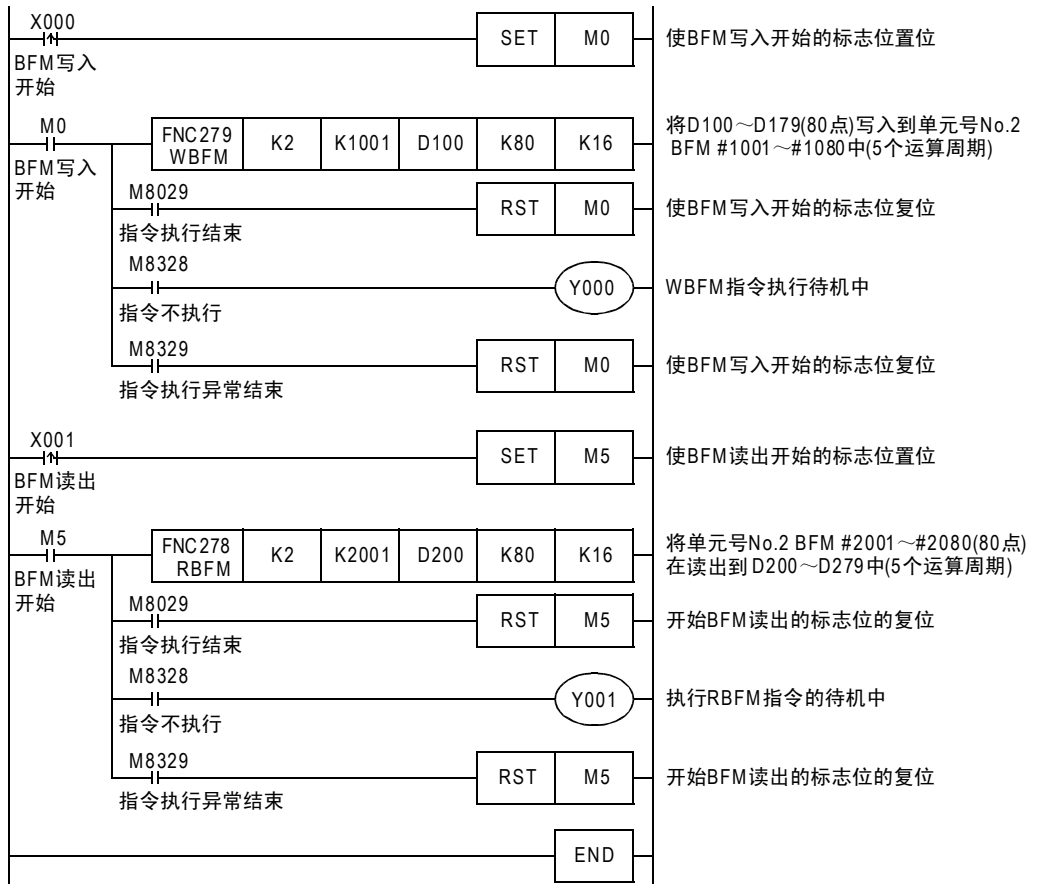 X000
SET M0 使BFM写入开始的标志位置位
BFM写入
开始
M0
FNC279
WBFM K2 K1001 D100 K80 K16
将D100～D179(80点)写入到单元号No.2
BFM #1001～#1080中(5个运算周期)
BFM写入
开始
M8029
RST M0 使BFM写入开始的标志位复位
指令执行结束
M8328
Y000 WBFM指令执行待机中
指令不执行
M8329
RST M0 使BFM写入开始的标志位复位
指令执行异常结束
X001
SET M5 使BFM读出开始的标志位置位
BFM读出
开始
M5
FNC278
RBFM K2 K2001 D200 K80 K16
将单元号No.2 BFM #2001～#2080(80点)
在读出到D200～D279中(5个运算周期)
BFM读出
开始
M8029
RST M5 开始BFM读出的标志位的复位
指令执行结束
M8328
Y001 执行RBFM指令的待机中
指令不执行
M8329
RST M5 开始BFM读出的标志位的复位
指令执行异常结束
END